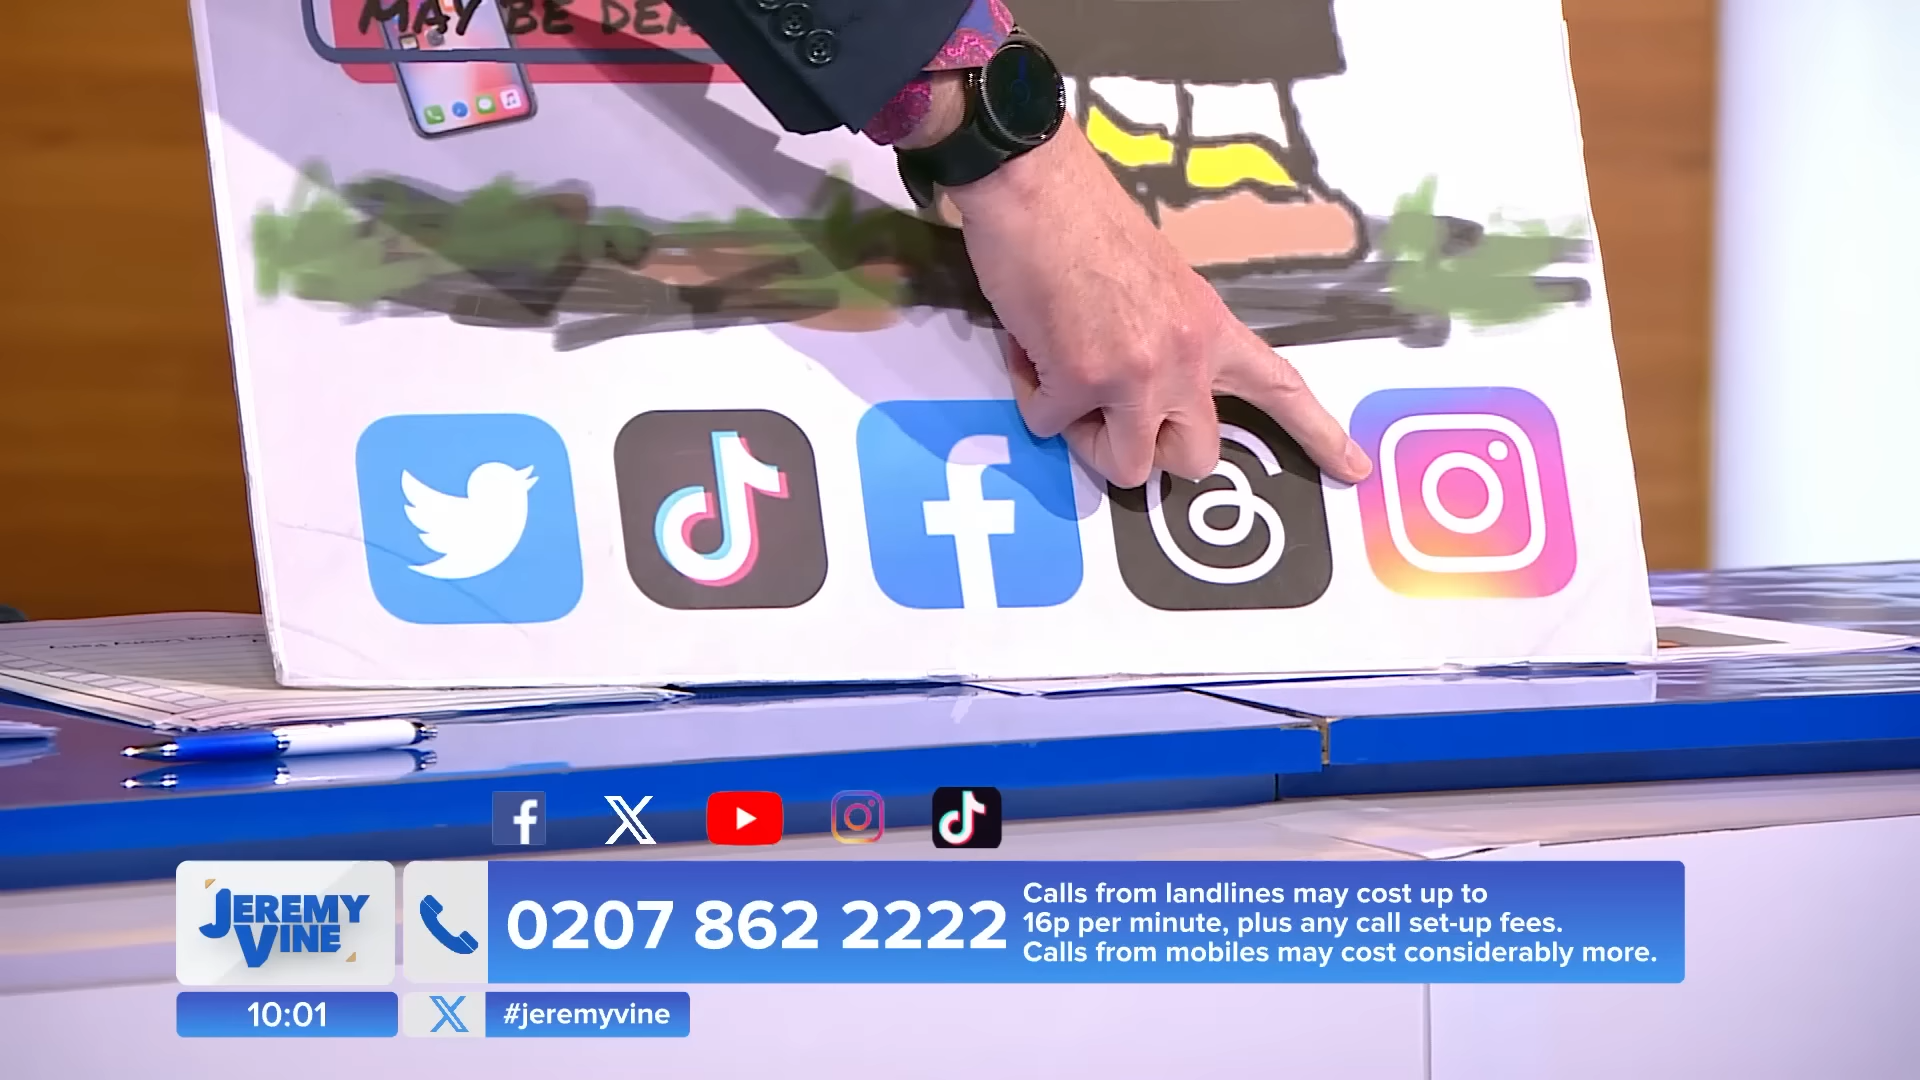 MAY BE DEM
JEREMY
VINE
0207 862 2222
Calls from landlines may cost up to
16p per minute, plus any call set-up fees.
Calls from mobiles may cost considerably more.
10:01
#jeremyvine